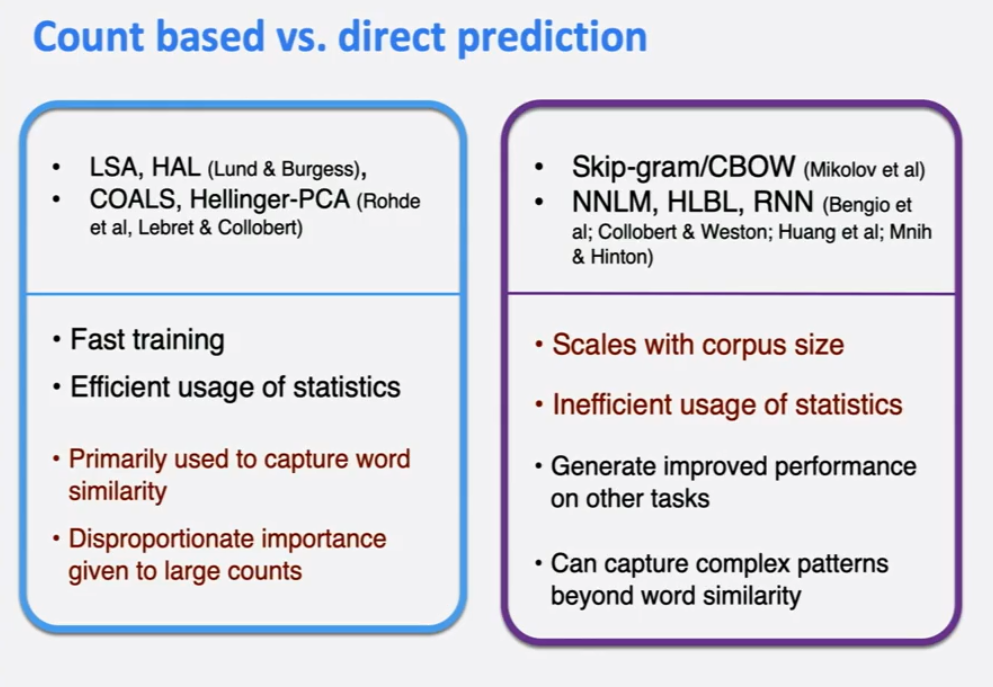 Count based vs. direct prediction
• LSA, HAL (Lund & Burgess),
• COALS, Hellinger-PCA (Rohde
et al, Lebret & Collobert)
• Fast training
• Efficient usage of statistics
• Primarily used to capture word
similarity
• Disproportionate importance
given to large counts
• Skip-gram/CBOW (Mikolov et al)
• NNLM, HLBL, RNN (Bengio et
al; Collobert & Weston; Huang et al; Mnih
& Hinton)
• Scales with corpus size
• Inefficient usage of statistics
• Generate improved performance
on other tasks
• Can capture complex patterns
beyond word similarity